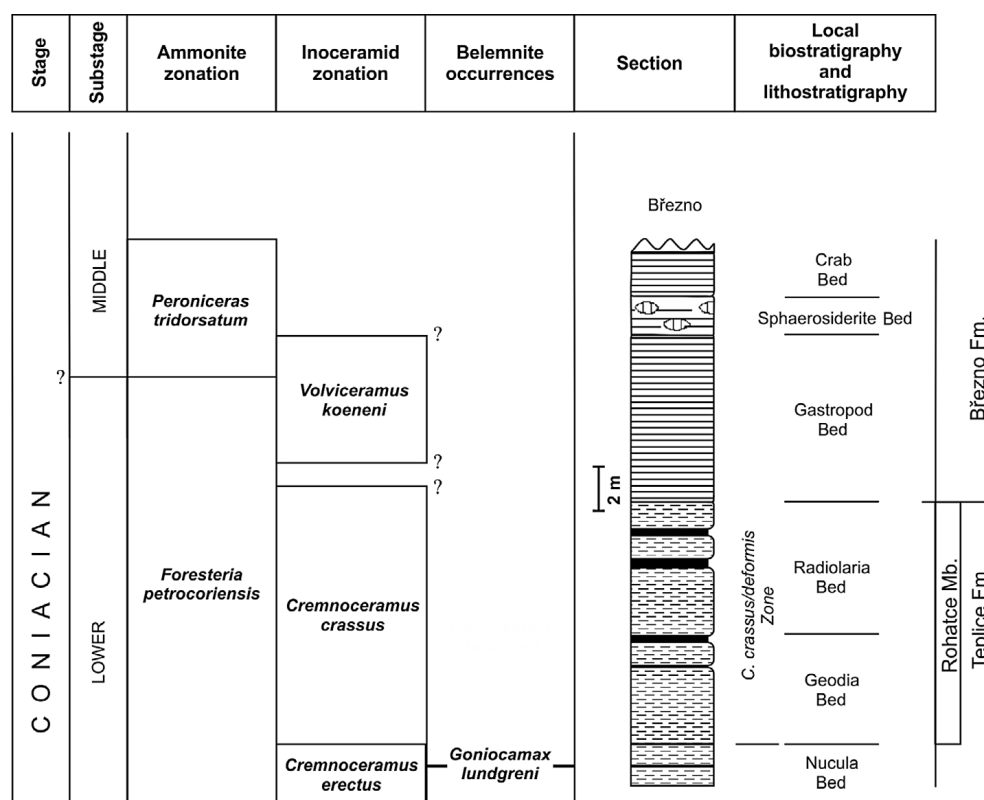 Stage
Substage
Ammonite
zonation
Inoceramid
zonation
Belemnite
occurrences
Section
Local
biostratigraphy
and
lithostratigraphy
CONIACIAN
MIDDLE
LOWER
?
Peroniceras
tridorsatum
Foresteria
petrocoriensis
?
Volviceramus
koeneni
?
?
Cremnoceramus
crassus
Cremnoceramus
erectus
Goniocamax
lundgreni
Březno
2 m
C. crassus/deformis
Zone
Crab
Bed
Sphaerosiderite Bed
Gastropod
Bed
Radiolaria
Bed
Geodia
Bed
Nucula
Bed
Rohatce Mb.
Březno Fm.
Teplice Fm